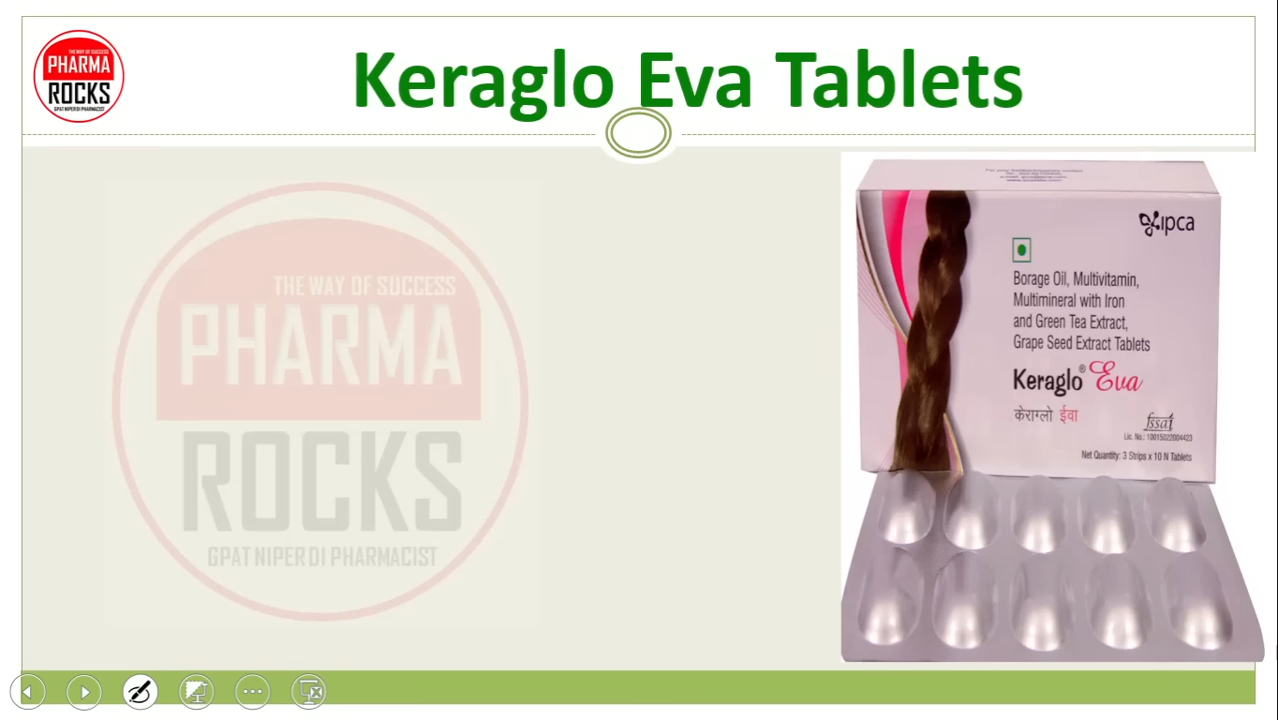 THE WAY OF SUCCESS
PHARMA
ROCKS
GPAT NIPER DI PHARMACIST
Keraglo Eva Tablets
THE WAY OF SUCCESS
PHARMA
ROCKS
GPAT NIPER DI PHARMACIST
ipca
Borage Oil, Multivitamin,
Multimineral with Iron
and Green Tea Extract,
Grape Seed Extract Tablets
Keraglo® Eva
केराग्लो ईवा
fssai
Lic. No.: 10015022004423
Net Quantity: 3 Strips x 10 N Tablets